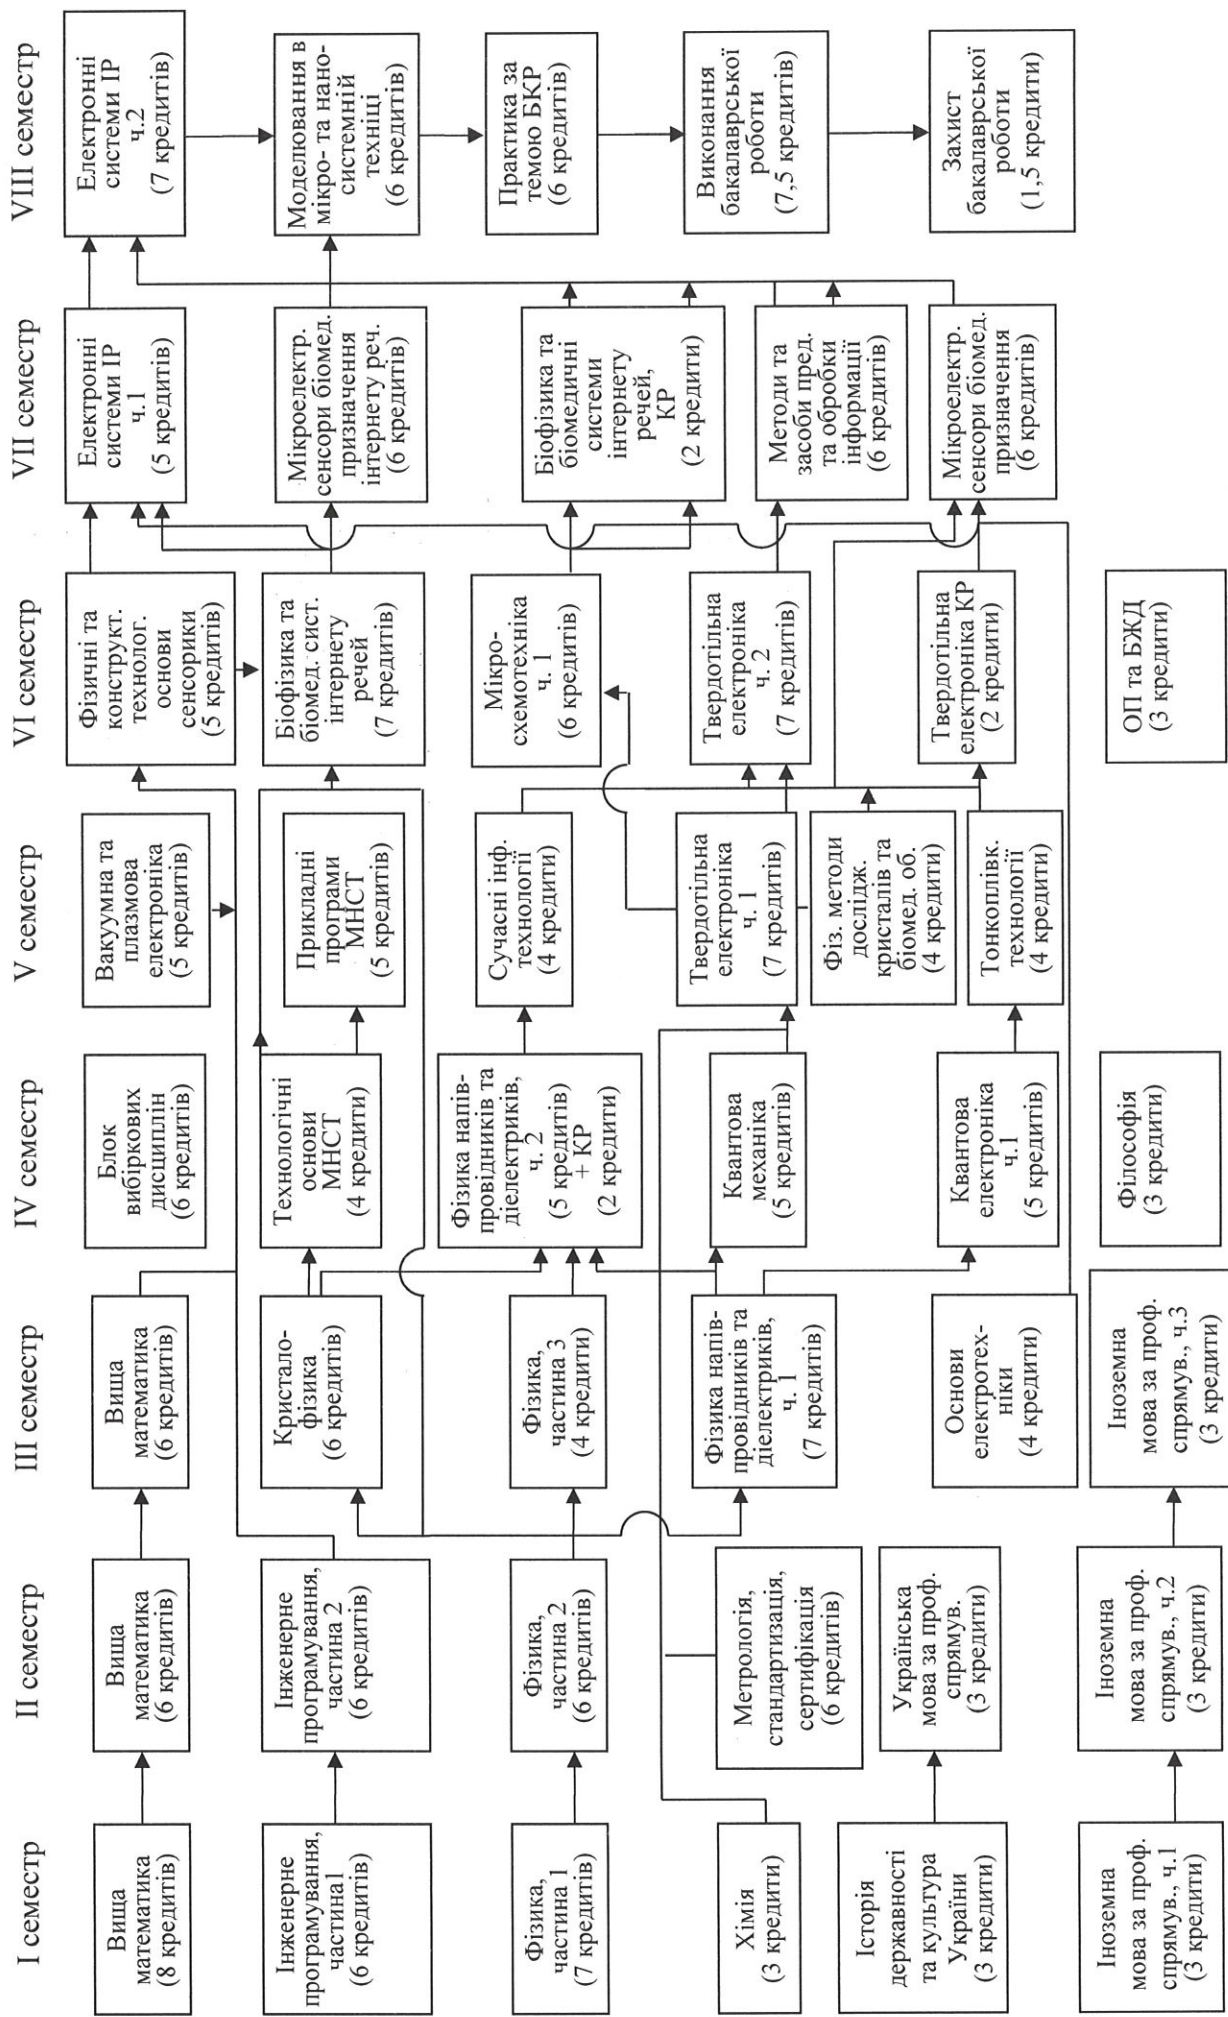 I семестр
Вища
математика
(8 кредитів)
Інженерне
програмування,
частина1
(6 кредитів)
Фізика,
частина 1
(7 кредитів)
Хімія
(3 кредити)
Історія
державності
та культура
України
(3 кредити)
Іноземна
мова за проф.
спрямув., ч.1
(3 кредити)
II семестр
Вища
математика
(6 кредитів)
Інженерне
програмування,
частина 2
(6 кредитів)
Фізика,
частина 2
(6 кредитів)
Метрологія,
стандартизація,
сертифікація
(6 кредитів)
Українська
мова за проф.
спрямув.
(3 кредити)
Іноземна
мова за проф.
спрямув., ч.2
(3 кредити)
III семестр
Вища
математика
(6 кредитів)
Кристало-
фізика
(6 кредитів)
Фізика,
частина 3
(4 кредити)
Фізика напів-
провідників та
діелектриків,
ч. 1
(7 кредитів)
Основи
електротех-
ніки
(4 кредити)
Іноземна
мова за проф.
спрямув., ч.3
(3 кредити)
IV семестр
Блок
вибіркових
дисциплін
(6 кредитів)
Технологічні
основи
МНСТ
(4 кредити)
Фізика напів-
провідників та
діелектриків,
ч. 2
(5 кредитів)
+ КР
(2 кредити)
Квантова
механіка
(5 кредитів)
Квантова
електроніка
ч.1
(5 кредитів)
Філософія
(3 кредити)
V семестр
Вакуумна та
плазмова
електроніка
(5 кредитів)
Прикладні
програми
МНСТ
(5 кредитів)
Сучасні інф.
технології
(4 кредити)
Твердотільна
електроніка
ч. 1
(7 кредитів)
Фіз. методи
дослідж.
кристалів та
біомед. об.
(4 кредити)
Тонкоплівк.
технології
(4 кредити)
VI семестр
Фізичні та
конструкт.
технолог.
основи
сенсорики
(5 кредитів)
Біофізика та
біомед. сист.
інтернету
речей
(7 кредитів)
Мікро-
схемотехніка
ч. 1
(6 кредитів)
Твердотільна
електроніка
ч. 2
(7 кредитів)
Твердотільна
електроніка КР
(2 кредити)
ОП та БЖД
(3 кредити)
VII семестр
Електронні
системи ІР
ч.1
(5 кредитів)
Мікроелектр.
сенсори біомед.
призначення
інтернету реч.
(6 кредитів)
Біофізика та
біомедичні
системи
інтернету
речей,
КР
(2 кредити)
Методи та
засоби пред.
та обробки
інформації
(6 кредитів)
Мікроелектр.
сенсори біомед.
призначення
(6 кредитів)
VIII семестр
Електронні
системи ІР
ч.2
(7 кредитів)
Моделювання в
мікро- та нано-
системній
техніці
(6 кредитів)
Практика за
темою БКР
(6 кредитів)
Виконання
бакалаврської
роботи
(7,5 кредитів)
Захист
бакалаврської
роботи
(1,5 кредити)